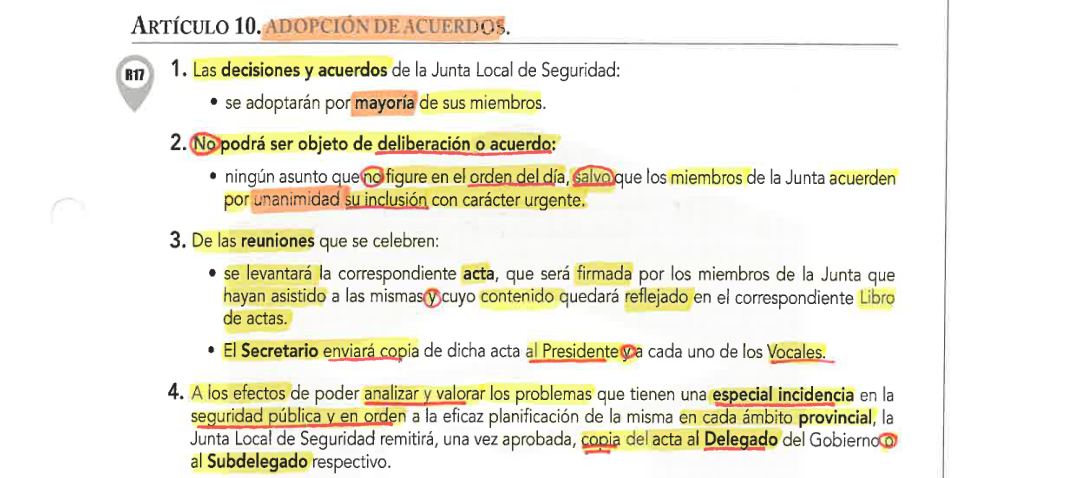 ARTÍCULO 10. ADOPCIÓN DE ACUERDOS.
R17
1. Las decisiones y acuerdos de la Junta Local de Seguridad:
• se adoptarán por mayoría de sus miembros.
2. No podrá ser objeto de deliberación o acuerdo:
• ningún asunto que no figure en el orden del día, salvo que los miembros de la Junta acuerden
por unanimidad su inclusión con carácter urgente.
3. De las reuniones que se celebren:
• se levantará la correspondiente acta, que será firmada por los miembros de la Junta que
hayan asistido a las mismas y cuyo contenido quedará reflejado en el correspondiente Libro
de actas.
• El Secretario enviará copia de dicha acta al Presidente y a cada uno de los Vocales.
4. A los efectos de poder analizar y valorar los problemas que tienen una especial incidencia en la
seguridad pública y en orden a la eficaz planificación de la misma en cada ámbito provincial, la
Junta Local de Seguridad remitirá, una vez aprobada, copia del acta al Delegado del Gobierno o
al Subdelegado respectivo.